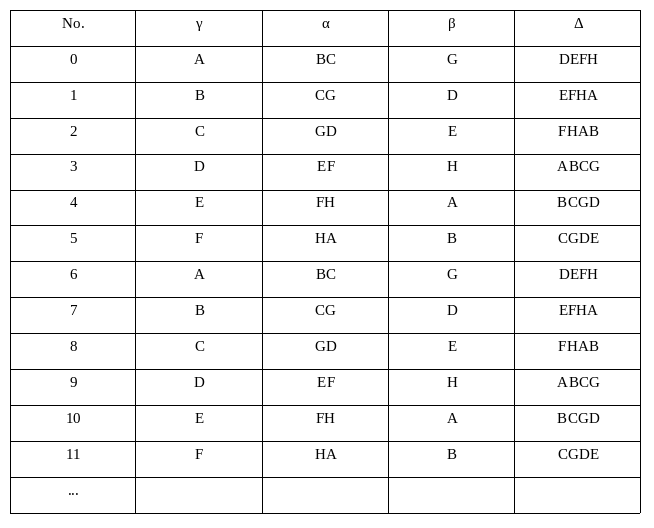 No. γ α β Δ
0 A BC G DEFH
1 B CG D EFHA
2 C GD E FHAB
3 D EF H ABCG
4 E FH A BCGD
5 F HA B CGDE
6 A BC G DEFH
7 B CG D EFHA
8 C GD E FHAB
9 D EF H ABCG
10 E FH A BCGD
11 F HA B CGDE
...